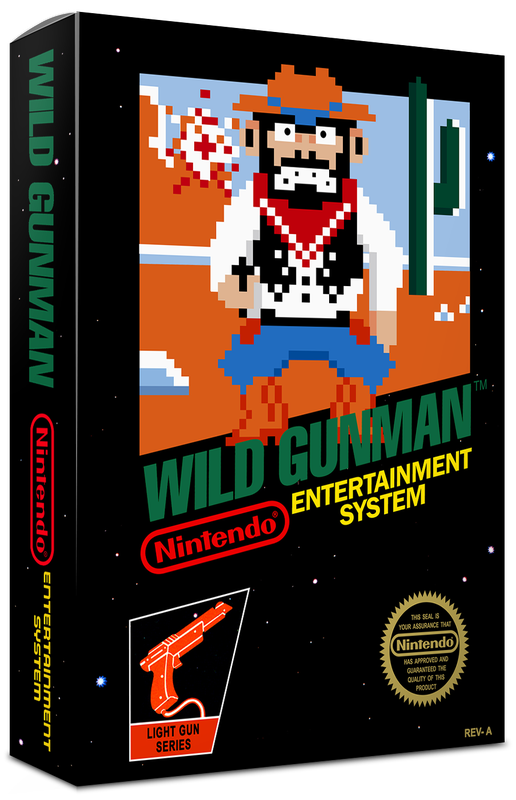 WILD GUNMAN
Nintendo®
ENTERTAINMENT
SYSTEM
WILD GUNMAN™
Nintendo®
ENTERTAINMENT
SYSTEM
LIGHT GUN
SERIES
THIS SEAL IS
YOUR ASSURANCE THAT
Nintendo
HAS APPROVED AND
GUARANTEED THE
QUALITY OF THIS
PRODUCT
REV-A